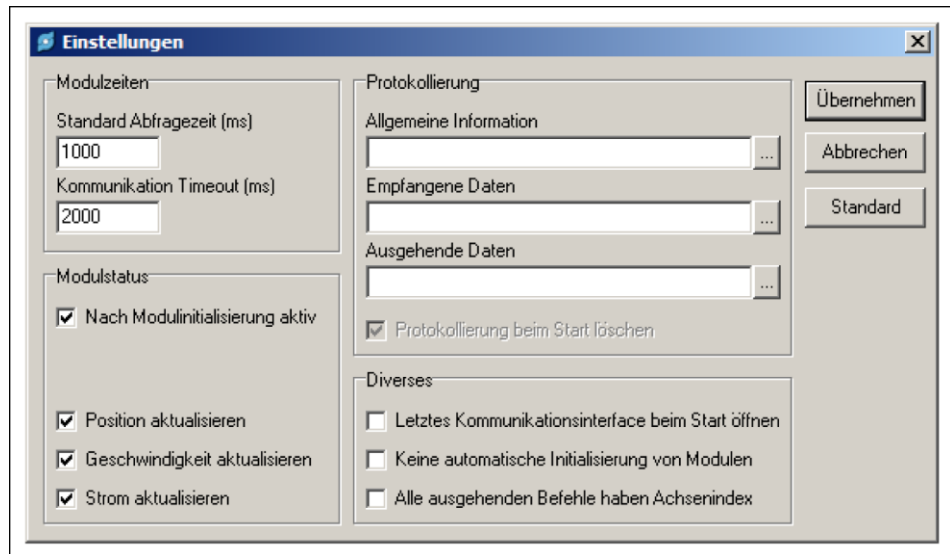 Einstellungen
Modulzeiten
Standard Abfragezeit (ms)
1000
Kommunikation Timeout (ms)
2000
Modulstatus
Nach Modulinitialisierung aktiv
Position aktualisieren
Geschwindigkeit aktualisieren
Strom aktualisieren
Protokollierung
Allgemeine Information
...
Empfangene Daten
...
Ausgehende Daten
...
Protokollierung beim Start löschen
Diverses
Letztes Kommunikationsinterface beim Start öffnen
Keine automatische Initialisierung von Modulen
Alle ausgehenden Befehle haben Achsenindex
Übernehmen
Abbrechen
Standard